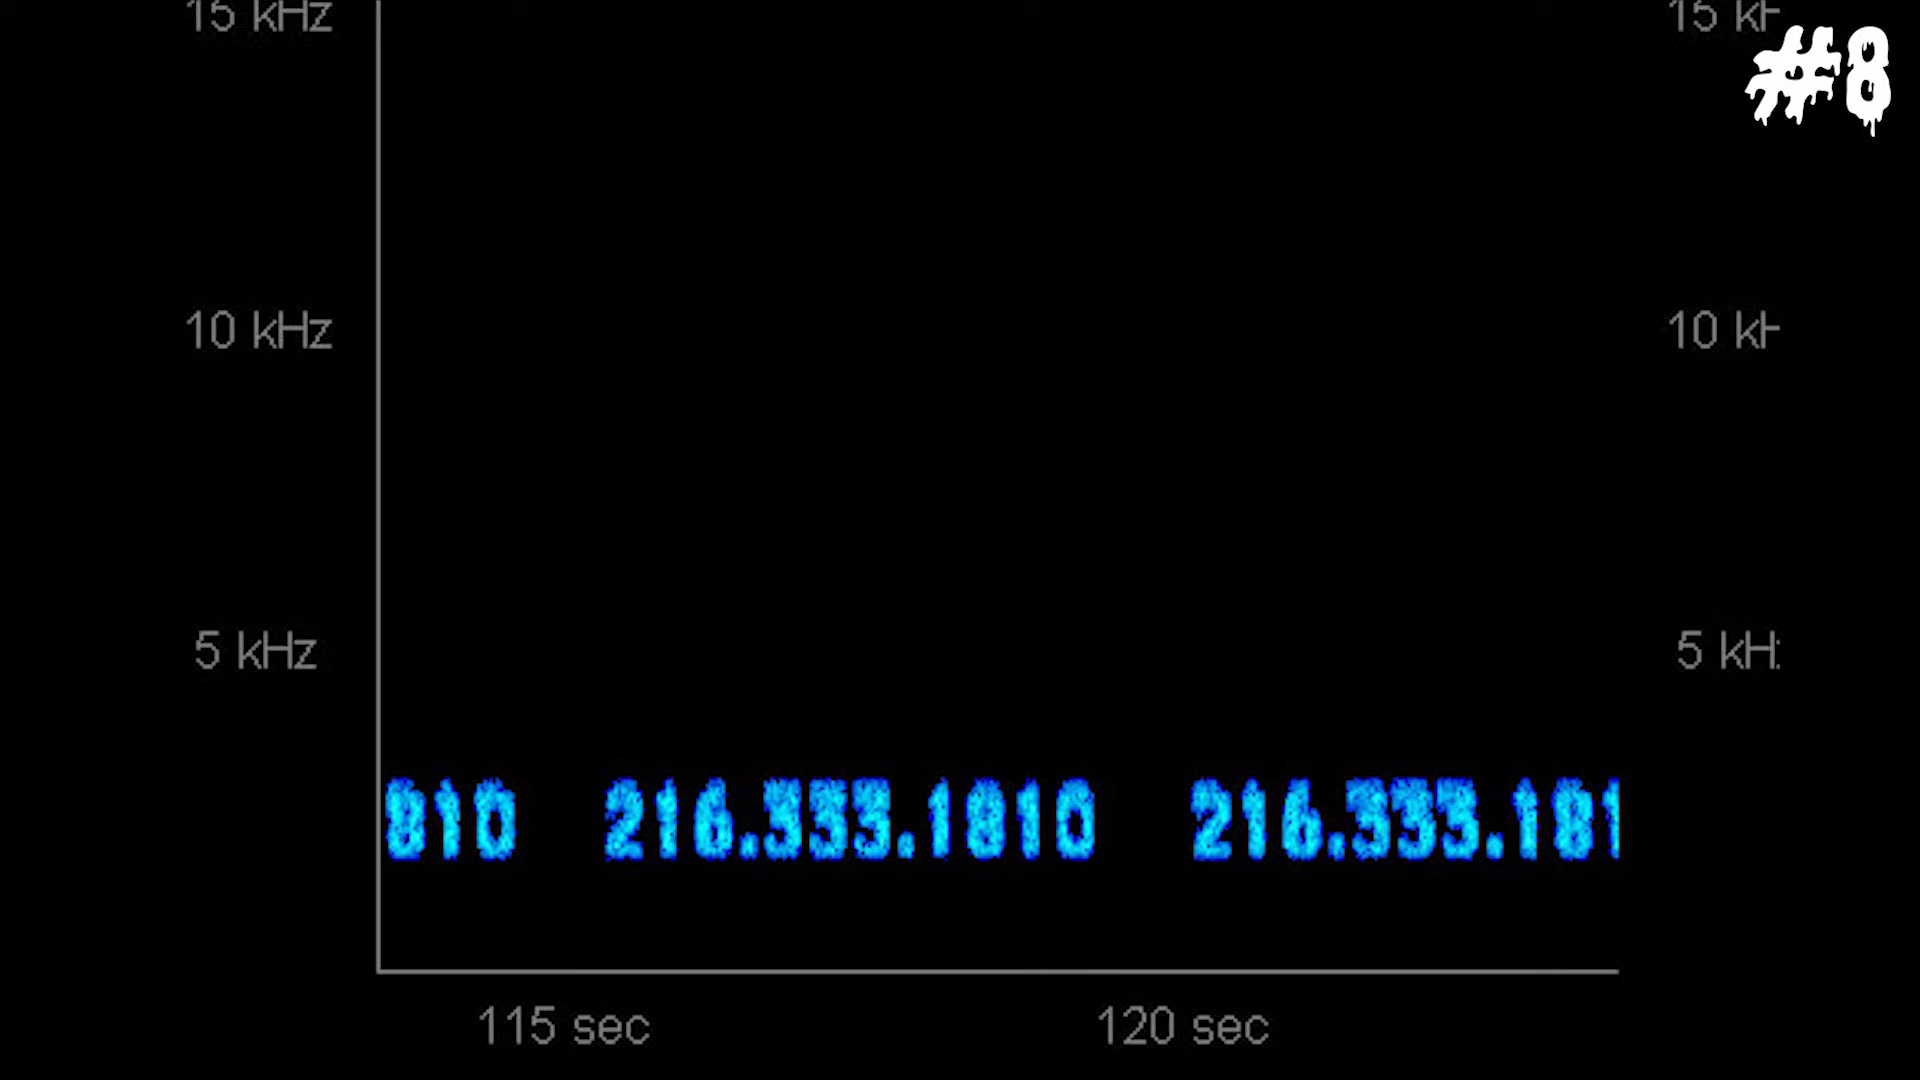 15 kHz 15 kH
#8
10 kHz 10 kH
5 kHz 5 kH
810 216.333.1810 216.333.181
115 sec 120 sec